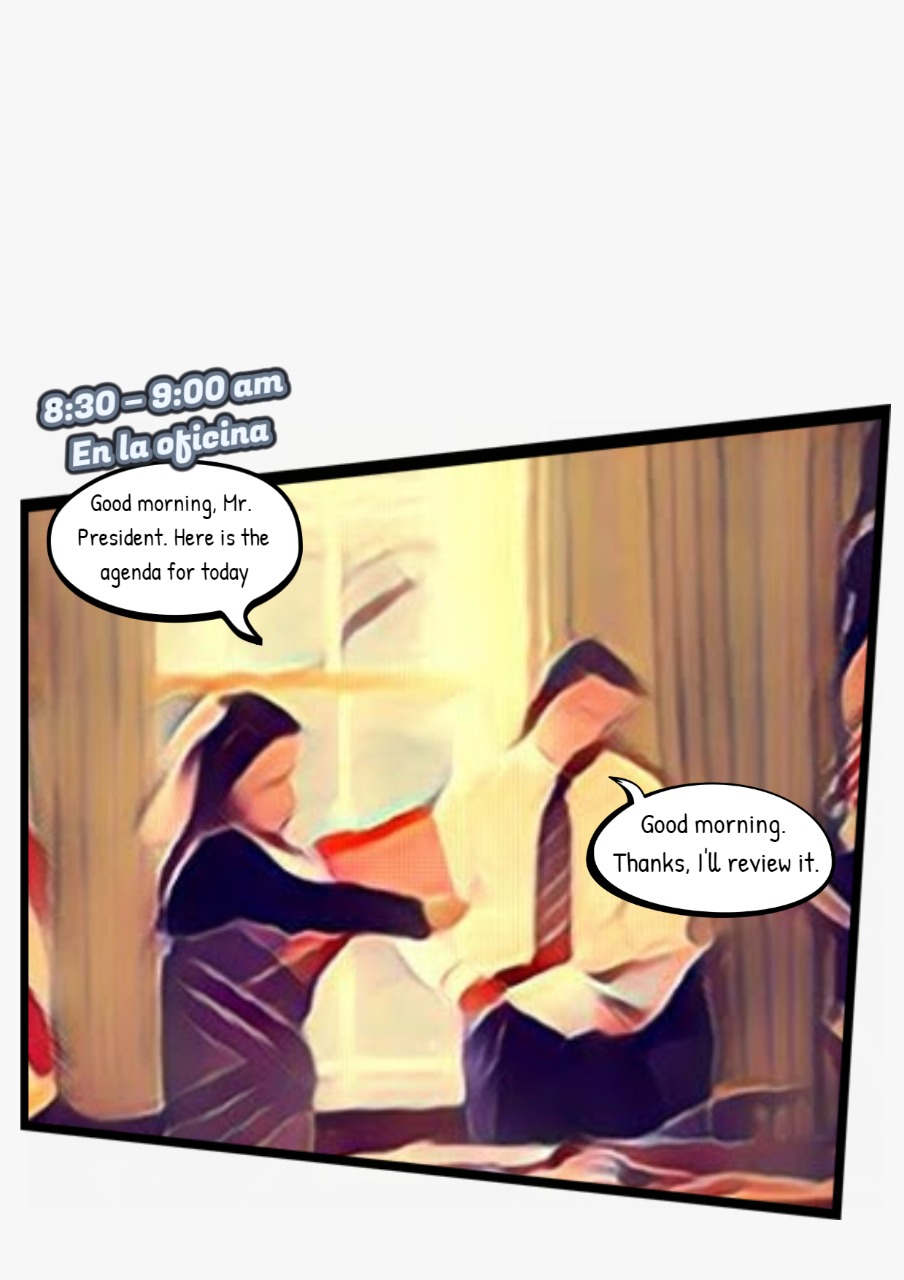 8:30 – 9:00 am
En la oficina
Good morning, Mr.
President. Here is the
agenda for today
Good morning.
Thanks, I'll review it.